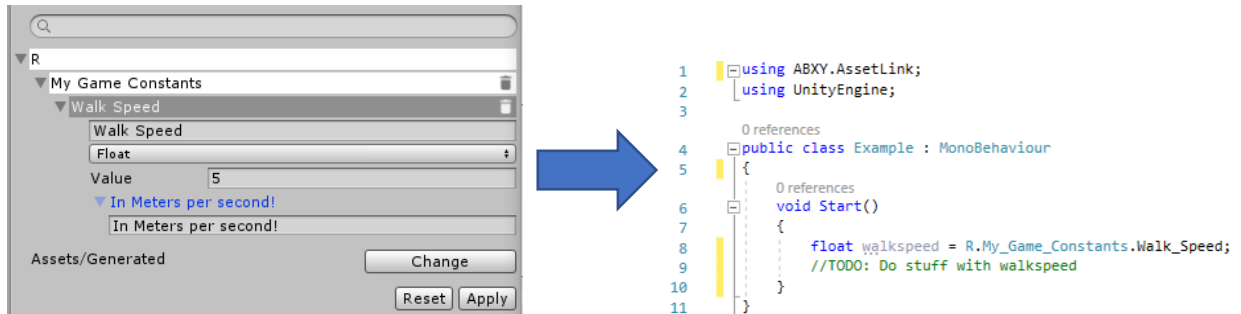 R
My Game Constants
Walk Speed
Walk Speed
Float
Value 5
In Meters per second!
In Meters per second!
Assets/Generated Change
Reset Apply
1 using ABXY.AssetLink;
2 using UnityEngine;
3
0 references
4 public class Example : MonoBehaviour
5 {
0 references
6 void Start()
7 {
8 float walkspeed = R.My_Game_Constants.Walk_Speed;
9 //TODO: Do stuff with walkspeed
10 }
11 }